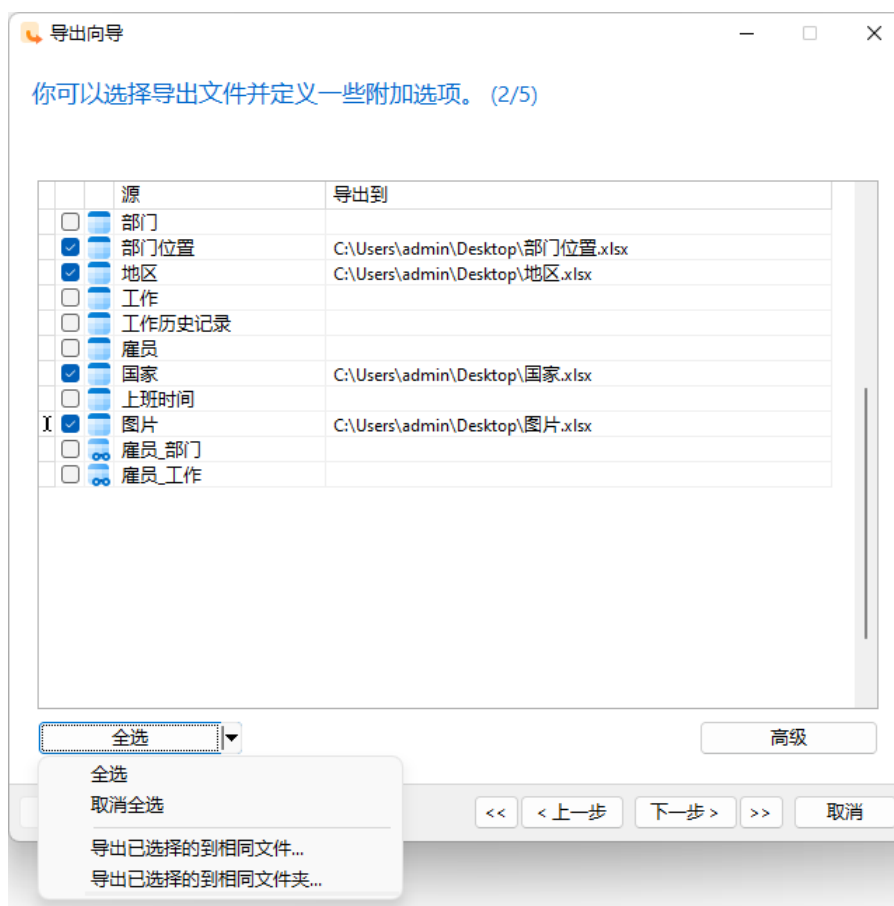 导出向导
你可以选择导出文件并定义一些附加选项。 (2/5)
源 导出到
部门
部门位置 C:\Users\admin\Desktop\部门位置.xlsx
地区 C:\Users\admin\Desktop\地区.xlsx
工作
工作历史记录
雇员
国家 C:\Users\admin\Desktop\国家.xlsx
上班时间
图片 C:\Users\admin\Desktop\图片.xlsx
雇员_部门
雇员_工作
全选 高级
全选
取消全选
<< < 上一步 下一步 > >> 取消
导出已选择的到相同文件...
导出已选择的到相同文件夹...